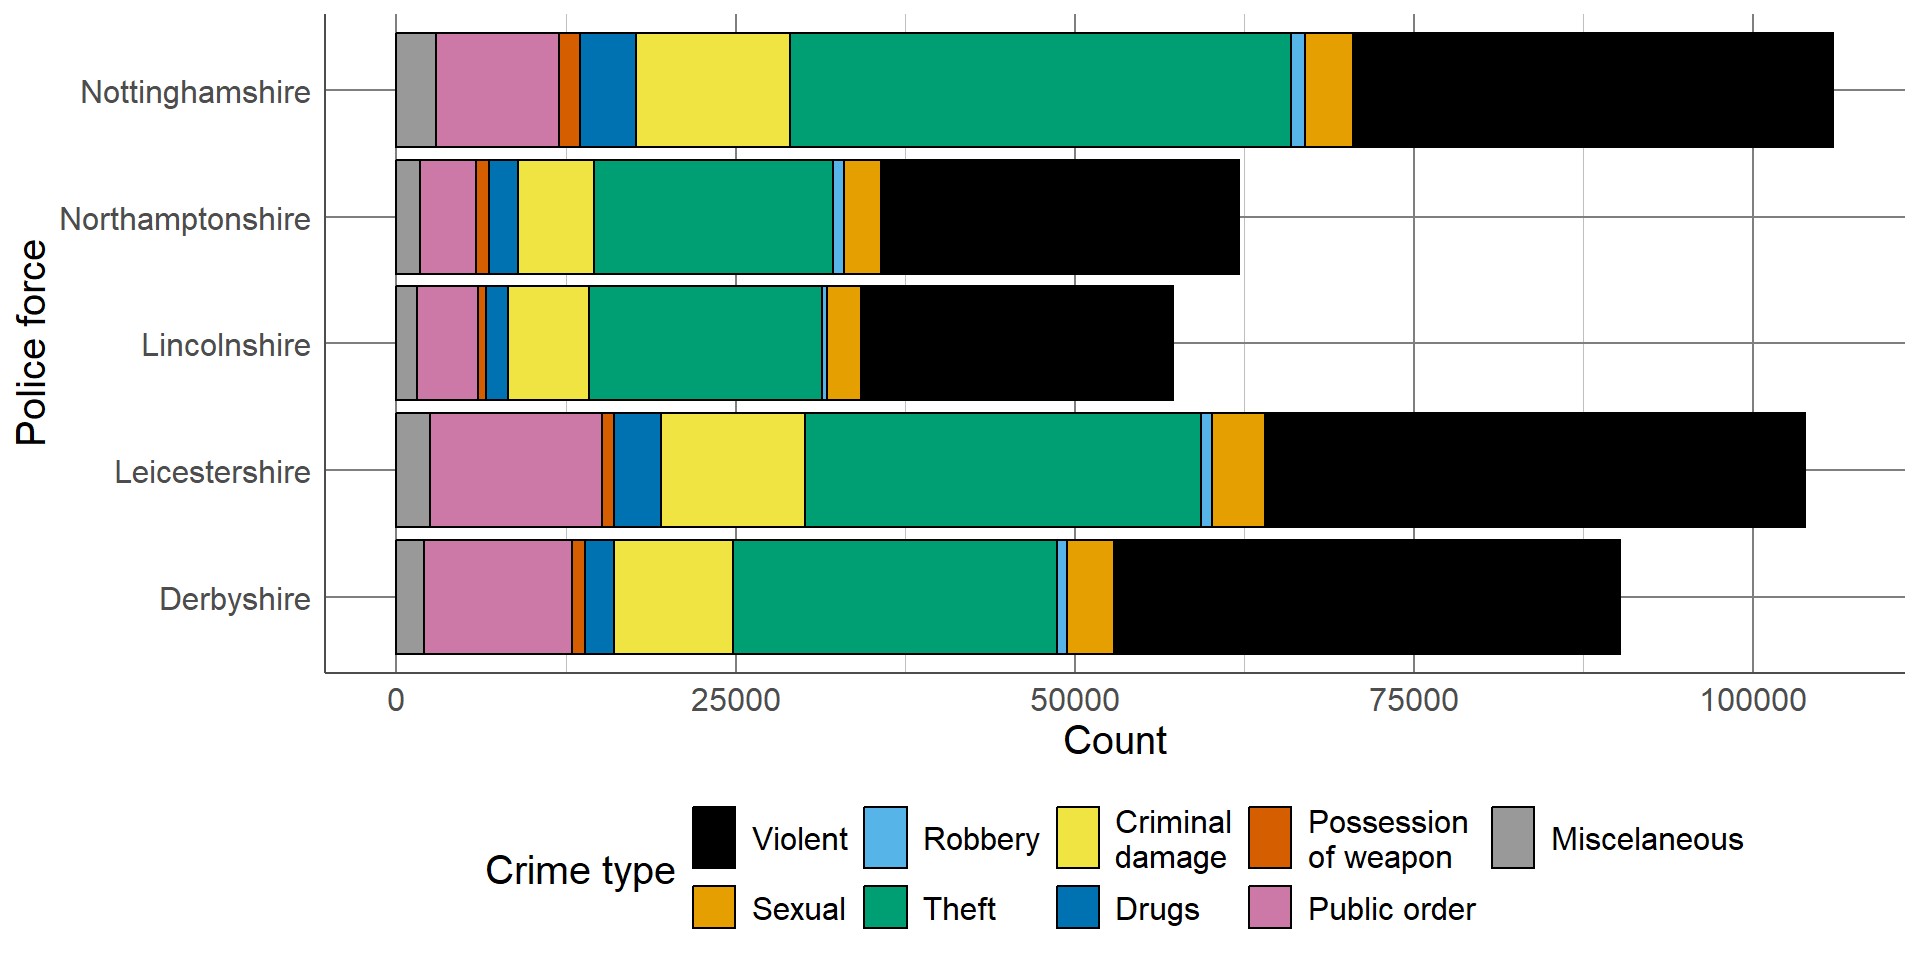 Nottinghamshire
Northamptonshire
Lincolnshire
Leicestershire
Derbyshire
Police force
0 25000 50000 75000 100000
Count
Crime type
Violent
Sexual
Robbery
Theft
Criminal
damage
Drugs
Possession
of weapon
Public order
Miscelaneous